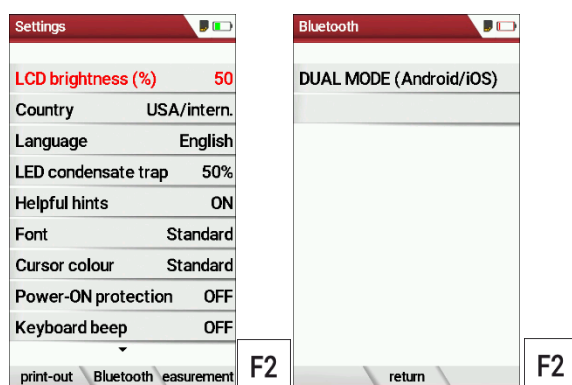 Settings
LCD brightness (%) 50
Country USA/intern.
Language English
LED condensate trap 50%
Helpful hints ON
Font Standard
Cursor colour Standard
Power-ON protection OFF
Keyboard beep OFF
print-out Bluetooth easurement
F2
Bluetooth
DUAL MODE (Android/iOS)
return
F2